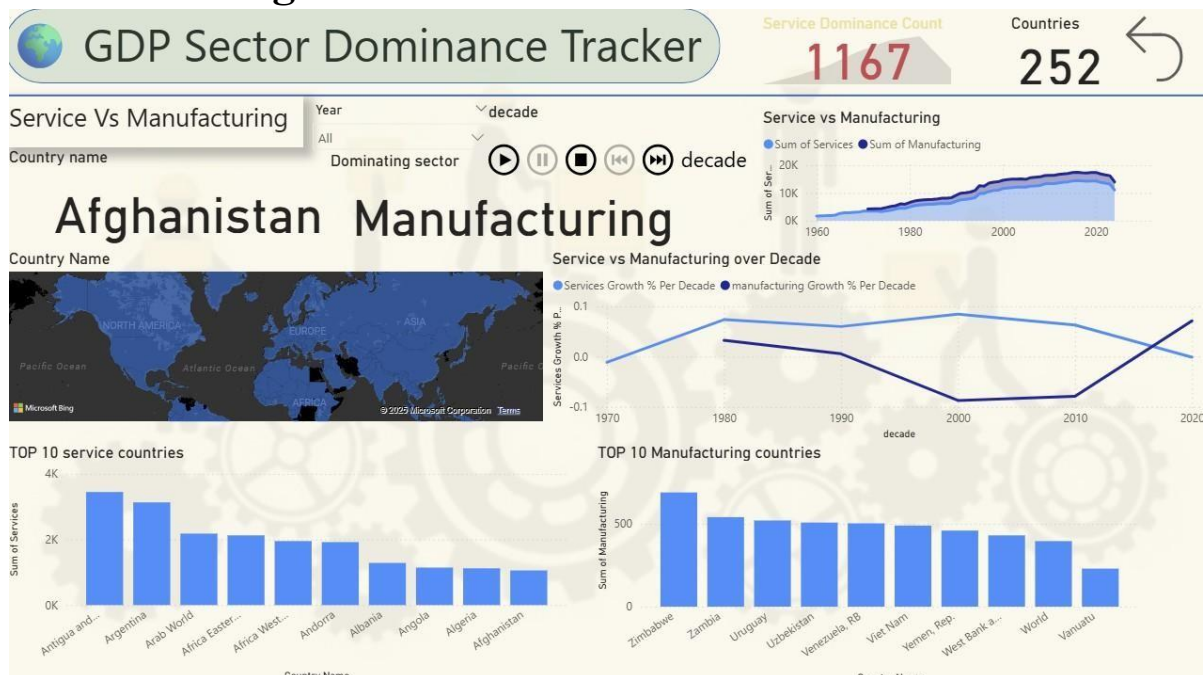 GDP Sector Dominance Tracker
Service Dominance Count
1167
Countries
252
Service Vs Manufacturing
Year
All
decade
decade
Country name
Afghanistan
Dominating sector
Manufacturing
Service vs Manufacturing
Sum of Services Sum of Manufacturing
Sum of Ser...
20K
10K
0K
1960 1980 2000 2020
Country Name
NORTH AMERICA
EUROPE
ASIA
AFRICA
Pacific Ocean
Atlantic Ocean
Microsoft Bing
© 2025 Microsoft Corporation Terms
Service vs Manufacturing over Decade
Services Growth % Per Decade manufacturing Growth % Per Decade
Services Growth % P...
0.1
0.0
-0.1
1970 1980 1990 2000 2010 2020
decade
TOP 10 service countries
Sum of Services
4K
2K
0K
Antigua and... Argentina Arab World Africa Easter... Africa West... Andorra Albania Angola Algeria Afghanistan
TOP 10 Manufacturing countries
Sum of Manufacturing
500
0
Zimbabwe Zambia Uruguay Uzbekistan Venezuela, RB Viet Nam Yemen, Rep. West Bank a... World Vanuatu